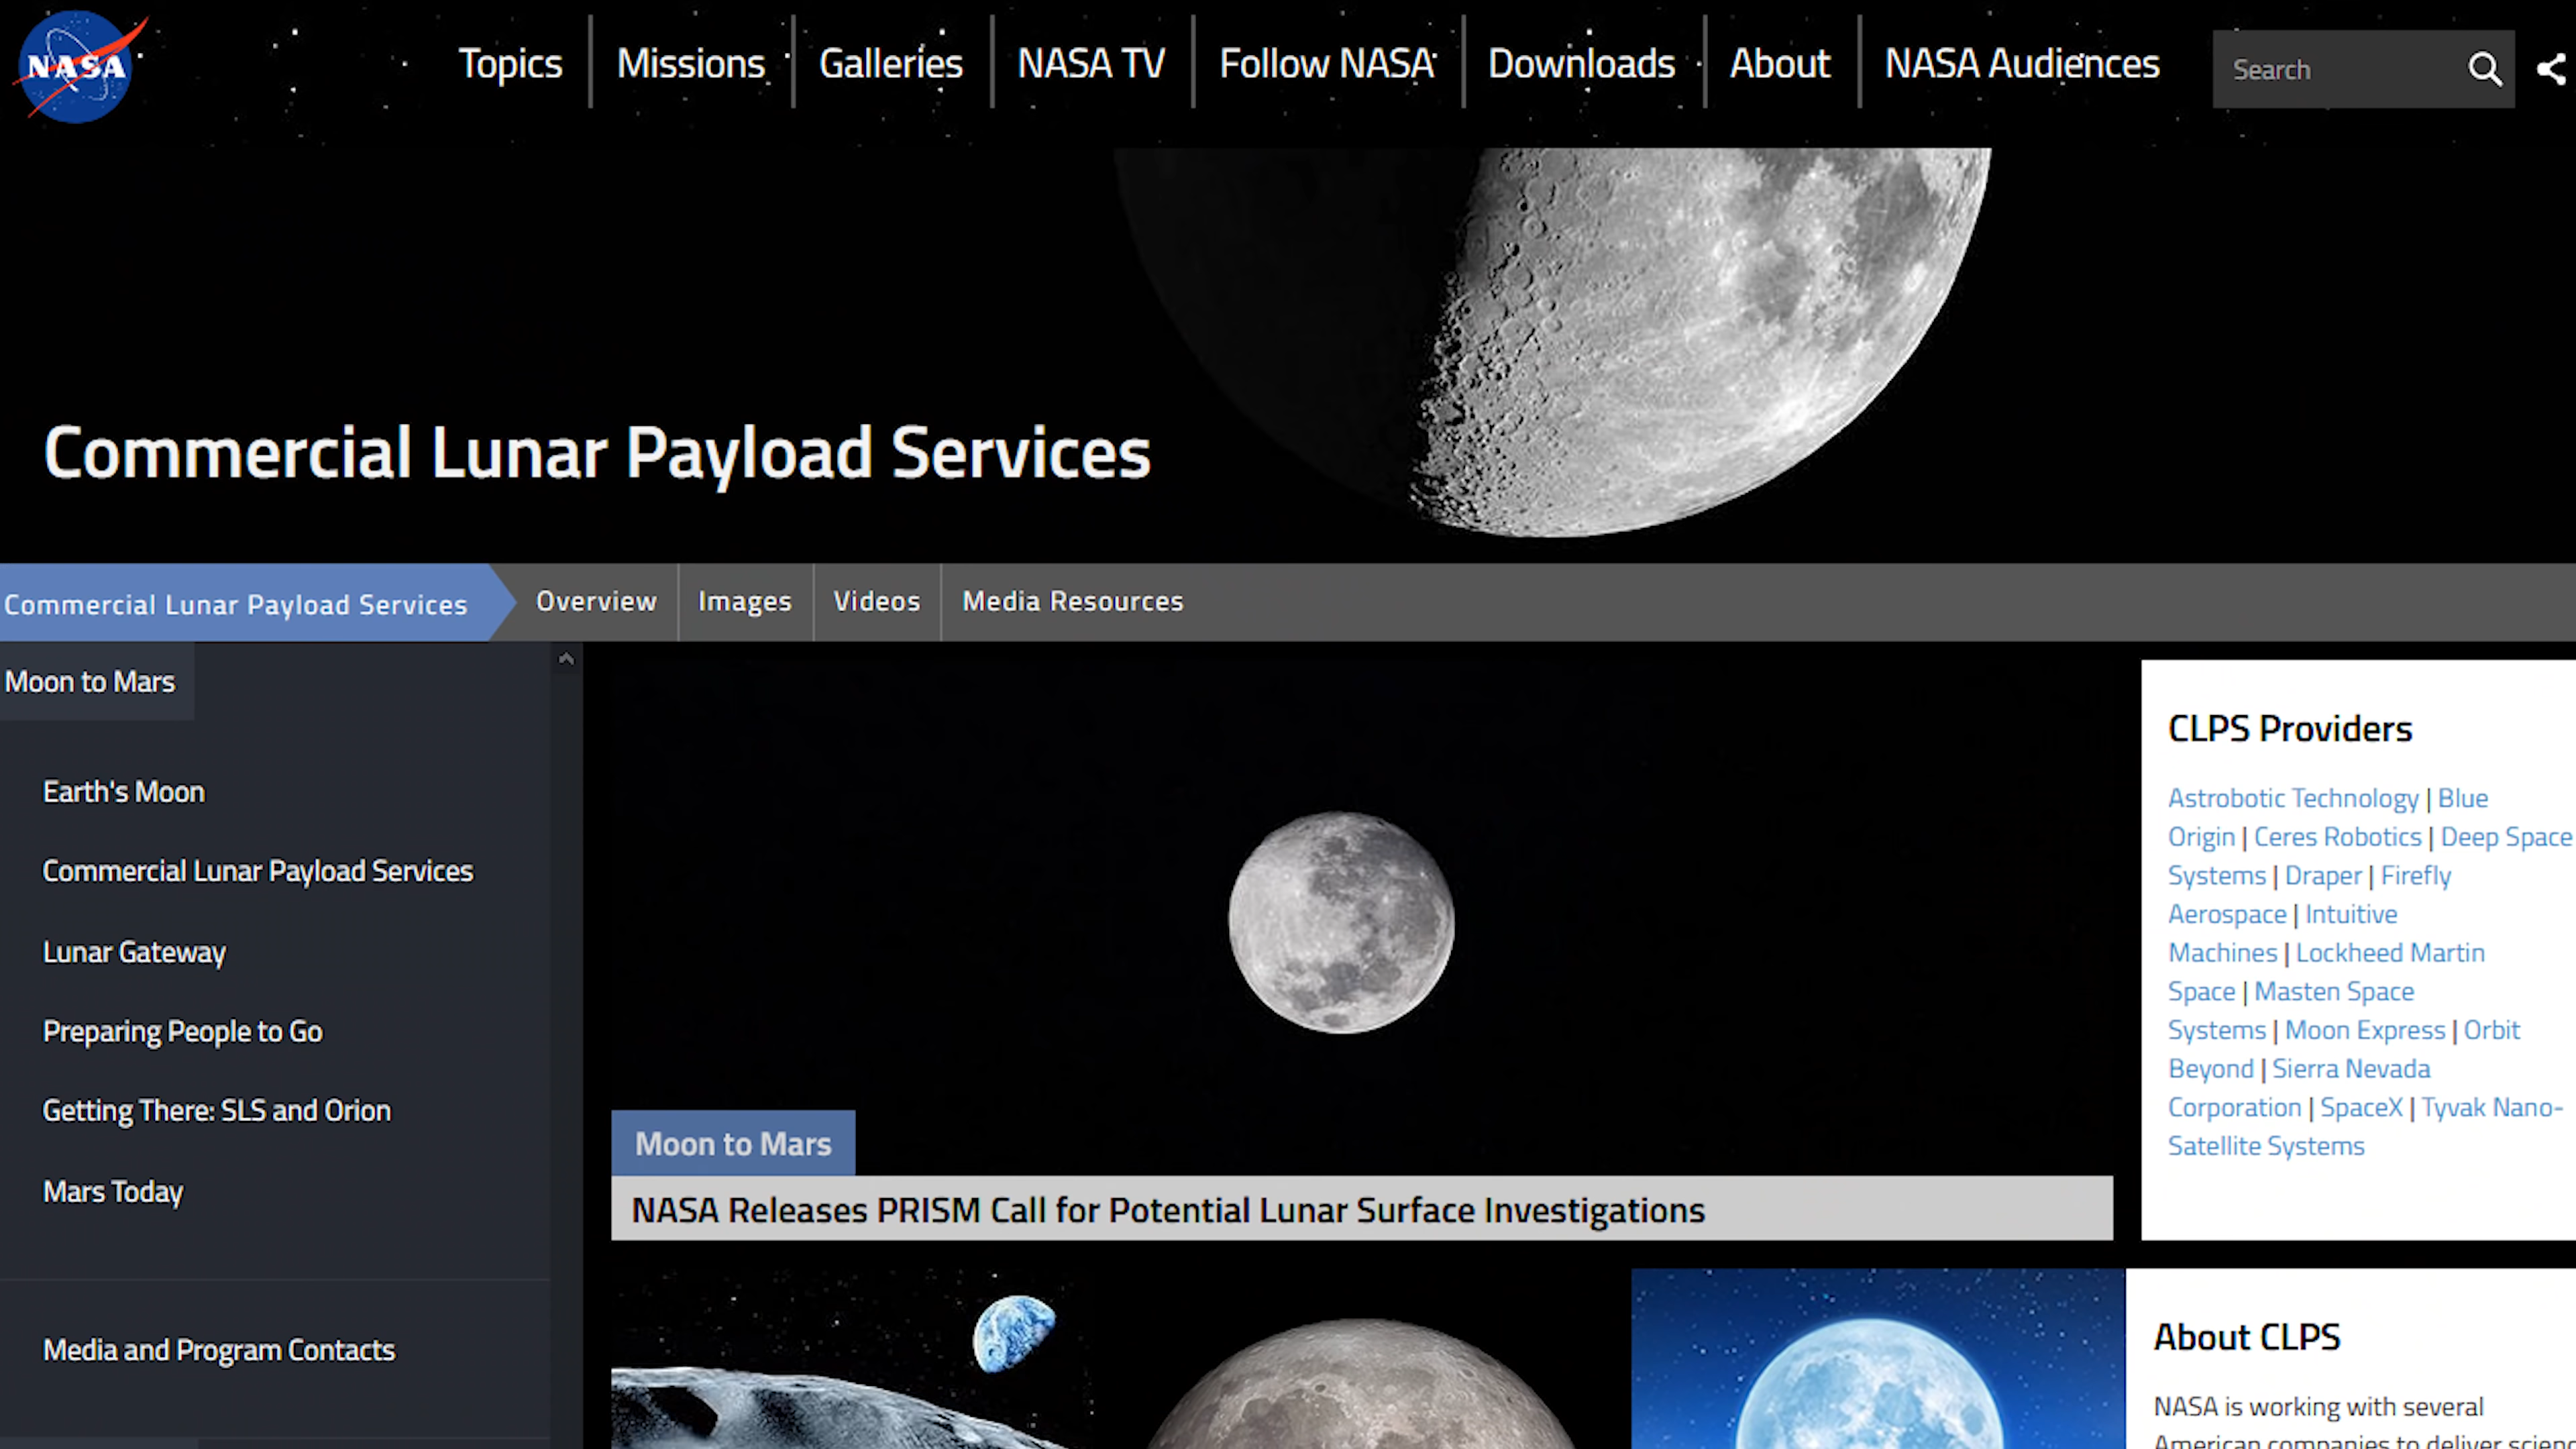 NASA
Topics
Missions
Galleries
NASA TV
Follow NASA
Downloads
About
NASA Audiences
Search
Commercial Lunar Payload Services
Commercial Lunar Payload Services
Overview
Images
Videos
Media Resources
Moon to Mars
Earth's Moon
Commercial Lunar Payload Services
Lunar Gateway
Preparing People to Go
Getting There: SLS and Orion
Mars Today
Media and Program Contacts
Moon to Mars
NASA Releases PRISM Call for Potential Lunar Surface Investigations
CLPS Providers
Astrobotic Technology | Blue
Origin | Ceres Robotics | Deep Space
Systems | Draper | Firefly
Aerospace | Intuitive
Machines | Lockheed Martin
Space | Masten Space
Systems | Moon Express | Orbit
Beyond | Sierra Nevada
Corporation | SpaceX | Tyvak Nano-
Satellite Systems
About CLPS
NASA is working with several
American companies to deliver